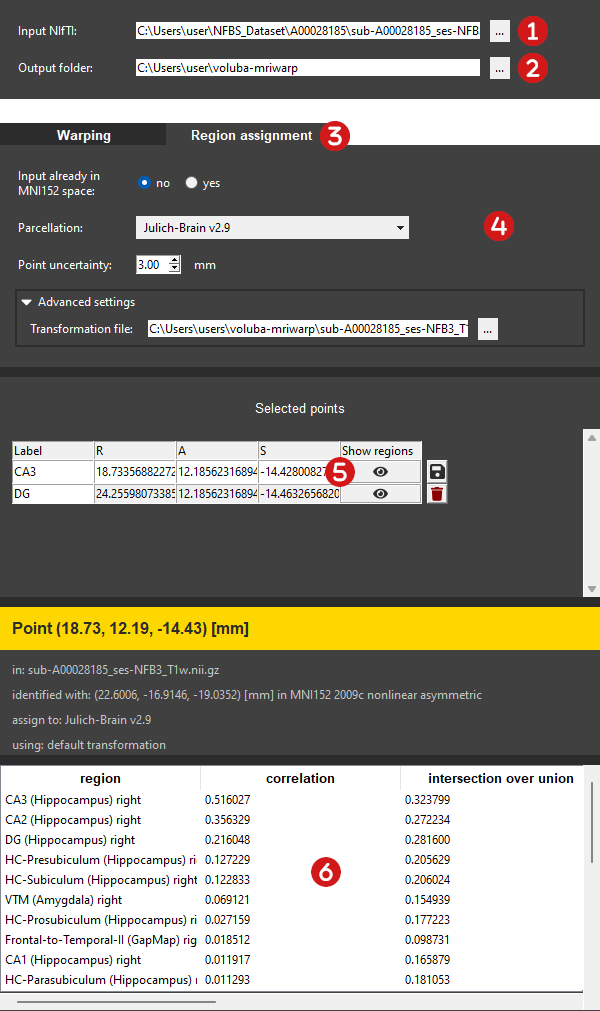 Input NIfTI: C:\Users\user\NFBS_Dataset\A00028185\sub-A00028185_ses-NFB ... 1
Output folder: C:\Users\user\voluba-mriwarp ... 2
Warping Region assignment 3
Input already in
MNI152 space: no yes
Parcellation: Julich-Brain v2.9 4
Point uncertainty: 3.00 mm
Advanced settings
Transformation file: C:\Users\users\voluba-mriwarp\sub-A00028185_ses-NFB3_T1 ...
Selected points
Label R A S Show regions
CA3 18.73356882272 12.18562316894 -14.4280082 5
DG 24.25598073385 12.18562316894 -14.4632656820
Point (18.73, 12.19, -14.43) [mm]
in: sub-A00028185_ses-NFB3_T1w.nii.gz
identified with: (22.6006, -16.9146, -19.0352) [mm] in MNI152 2009c nonlinear asymmetric
assign to: Julich-Brain v2.9
using: default transformation
region correlation intersection over union
CA3 (Hippocampus) right 0.516027 0.323799
CA2 (Hippocampus) right 0.356329 0.272234
DG (Hippocampus) right 0.216048 0.281600
HC-Presubiculum (Hippocampus) ri 0.127229 0.205629
HC-Subiculum (Hippocampus) right 0.122833 0.206024
VTM (Amygdala) right 0.069121 0.154939
HC-Prosubiculum (Hippocampus) ri 0.027159 0.177223
Frontal-to-Temporal-II (GapMap) rig 0.018512 0.098731
CA1 (Hippocampus) right 0.011917 0.165879
HC-Parasubiculum (Hippocampus) 0.011293 0.181053
6